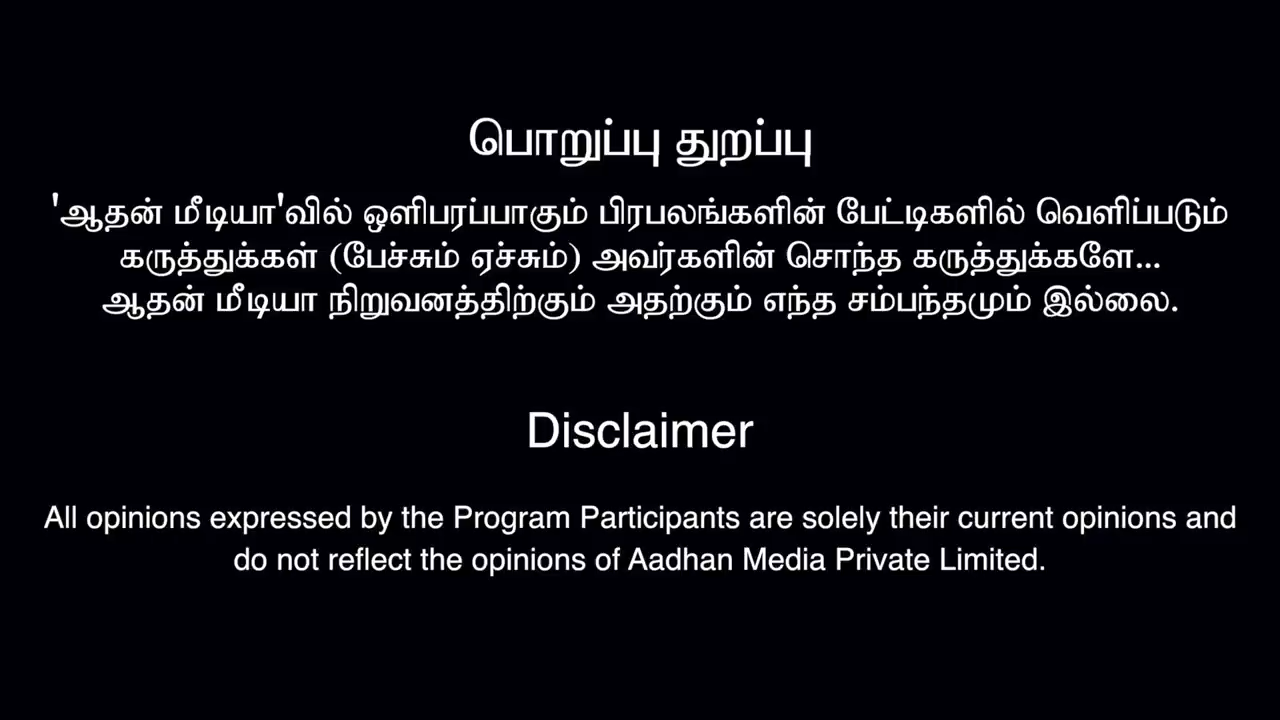 பொறுப்பு துறப்பு
'ஆதன் மீடியா'வில் ஒளிபரப்பாகும் பிரபலங்களின் பேட்டிகளில் வெளிப்படும்
கருத்துக்கள் (பேச்சும் ஏச்சும்) அவர்களின் சொந்த கருத்துக்களே...
ஆதன் மீடியா நிறுவனத்திற்கும் அதற்கும் எந்த சம்பந்தமும் இல்லை.
Disclaimer
All opinions expressed by the Program Participants are solely their current opinions and
do not reflect the opinions of Aadhan Media Private Limited.